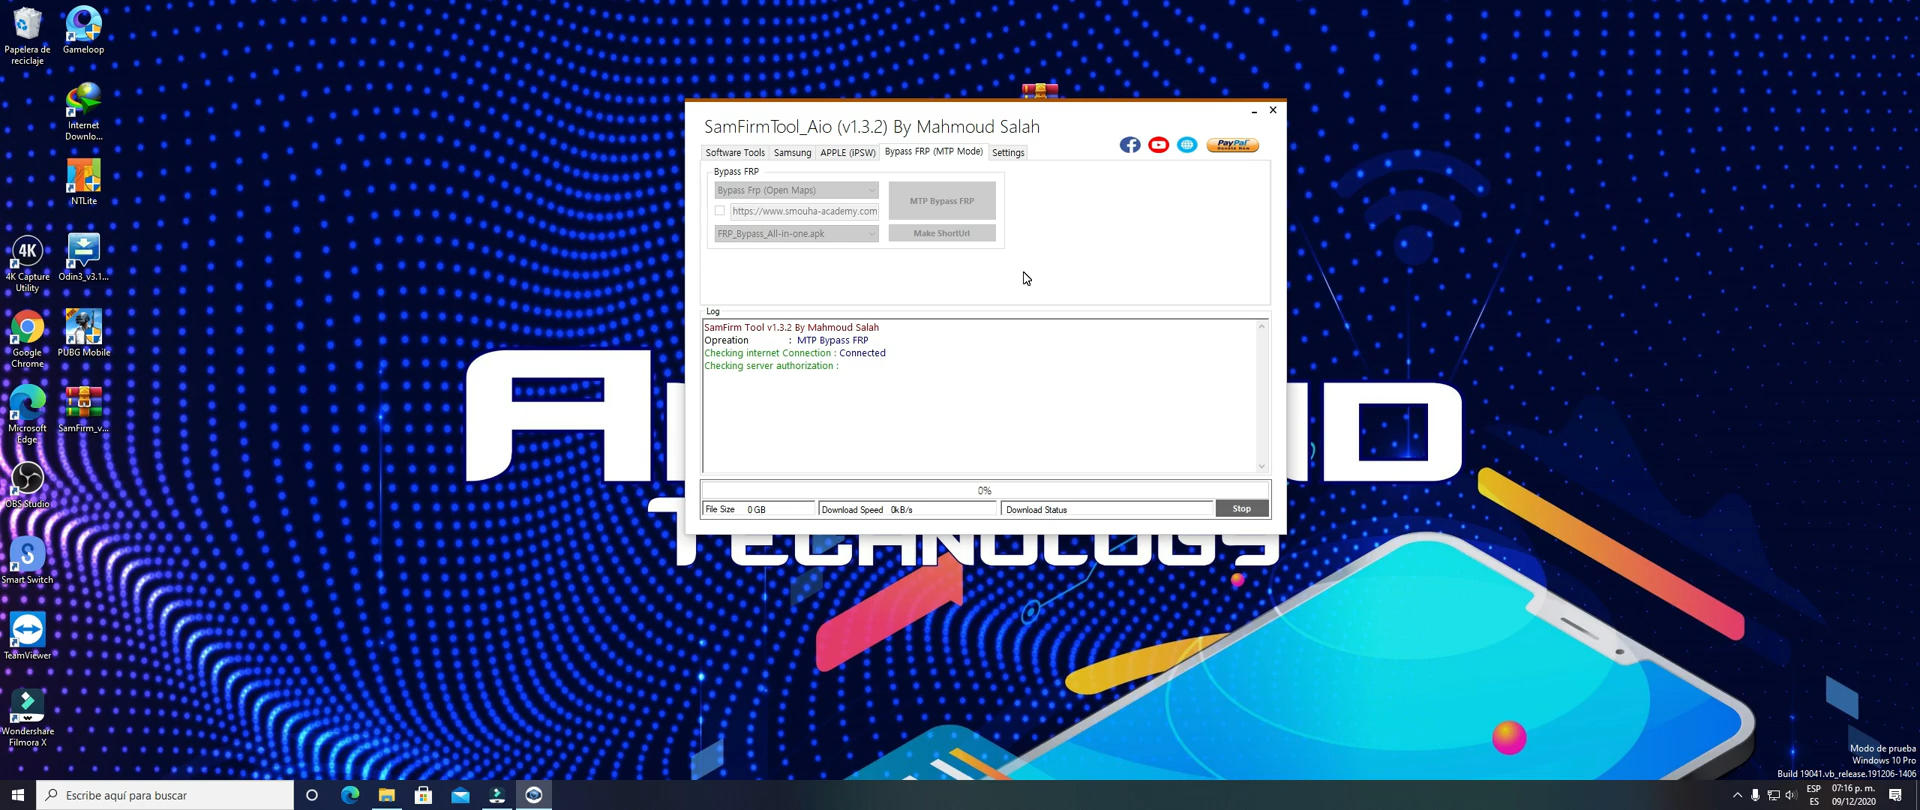 Papelera de
reciclaje
Gameloop
Internet
Downlo...
NTLite
4K
4K Capture
Utility
Odin3_v3.1...
Google
Chrome
PUBG Mobile
Microsoft
Edge
SamFirm_v...
OBS Studio
Smart Switch
TeamViewer
Wondershare
Filmora X
SamFirmTool_Aio (v1.3.2) By Mahmoud Salah
PayPal
Donate Now
Software Tools
Samsung
APPLE (iPSW)
Bypass FRP (MTP Mode)
Settings
Bypass FRP
Bypass Frp (Open Maps)
MTP Bypass FRP
https://www.smouha-academy.com
FRP_Bypass_All-in-one.apk
Make ShortUrl
Log
SamFirm Tool v1.3.2 By Mahmoud Salah
Opreation : MTP Bypass FRP
Checking internet Connection : Connected
Checking server authorization :
0%
File Size 0 GB
Download Speed 0kB/s
Download Status
Stop
TECHNOLOGY
Modo de prueba
Windows 10 Pro
Build 19041.vb_release.191206-1406
Escribe aquí para buscar
ESP
ES
07:16 p. m.
09/12/2020